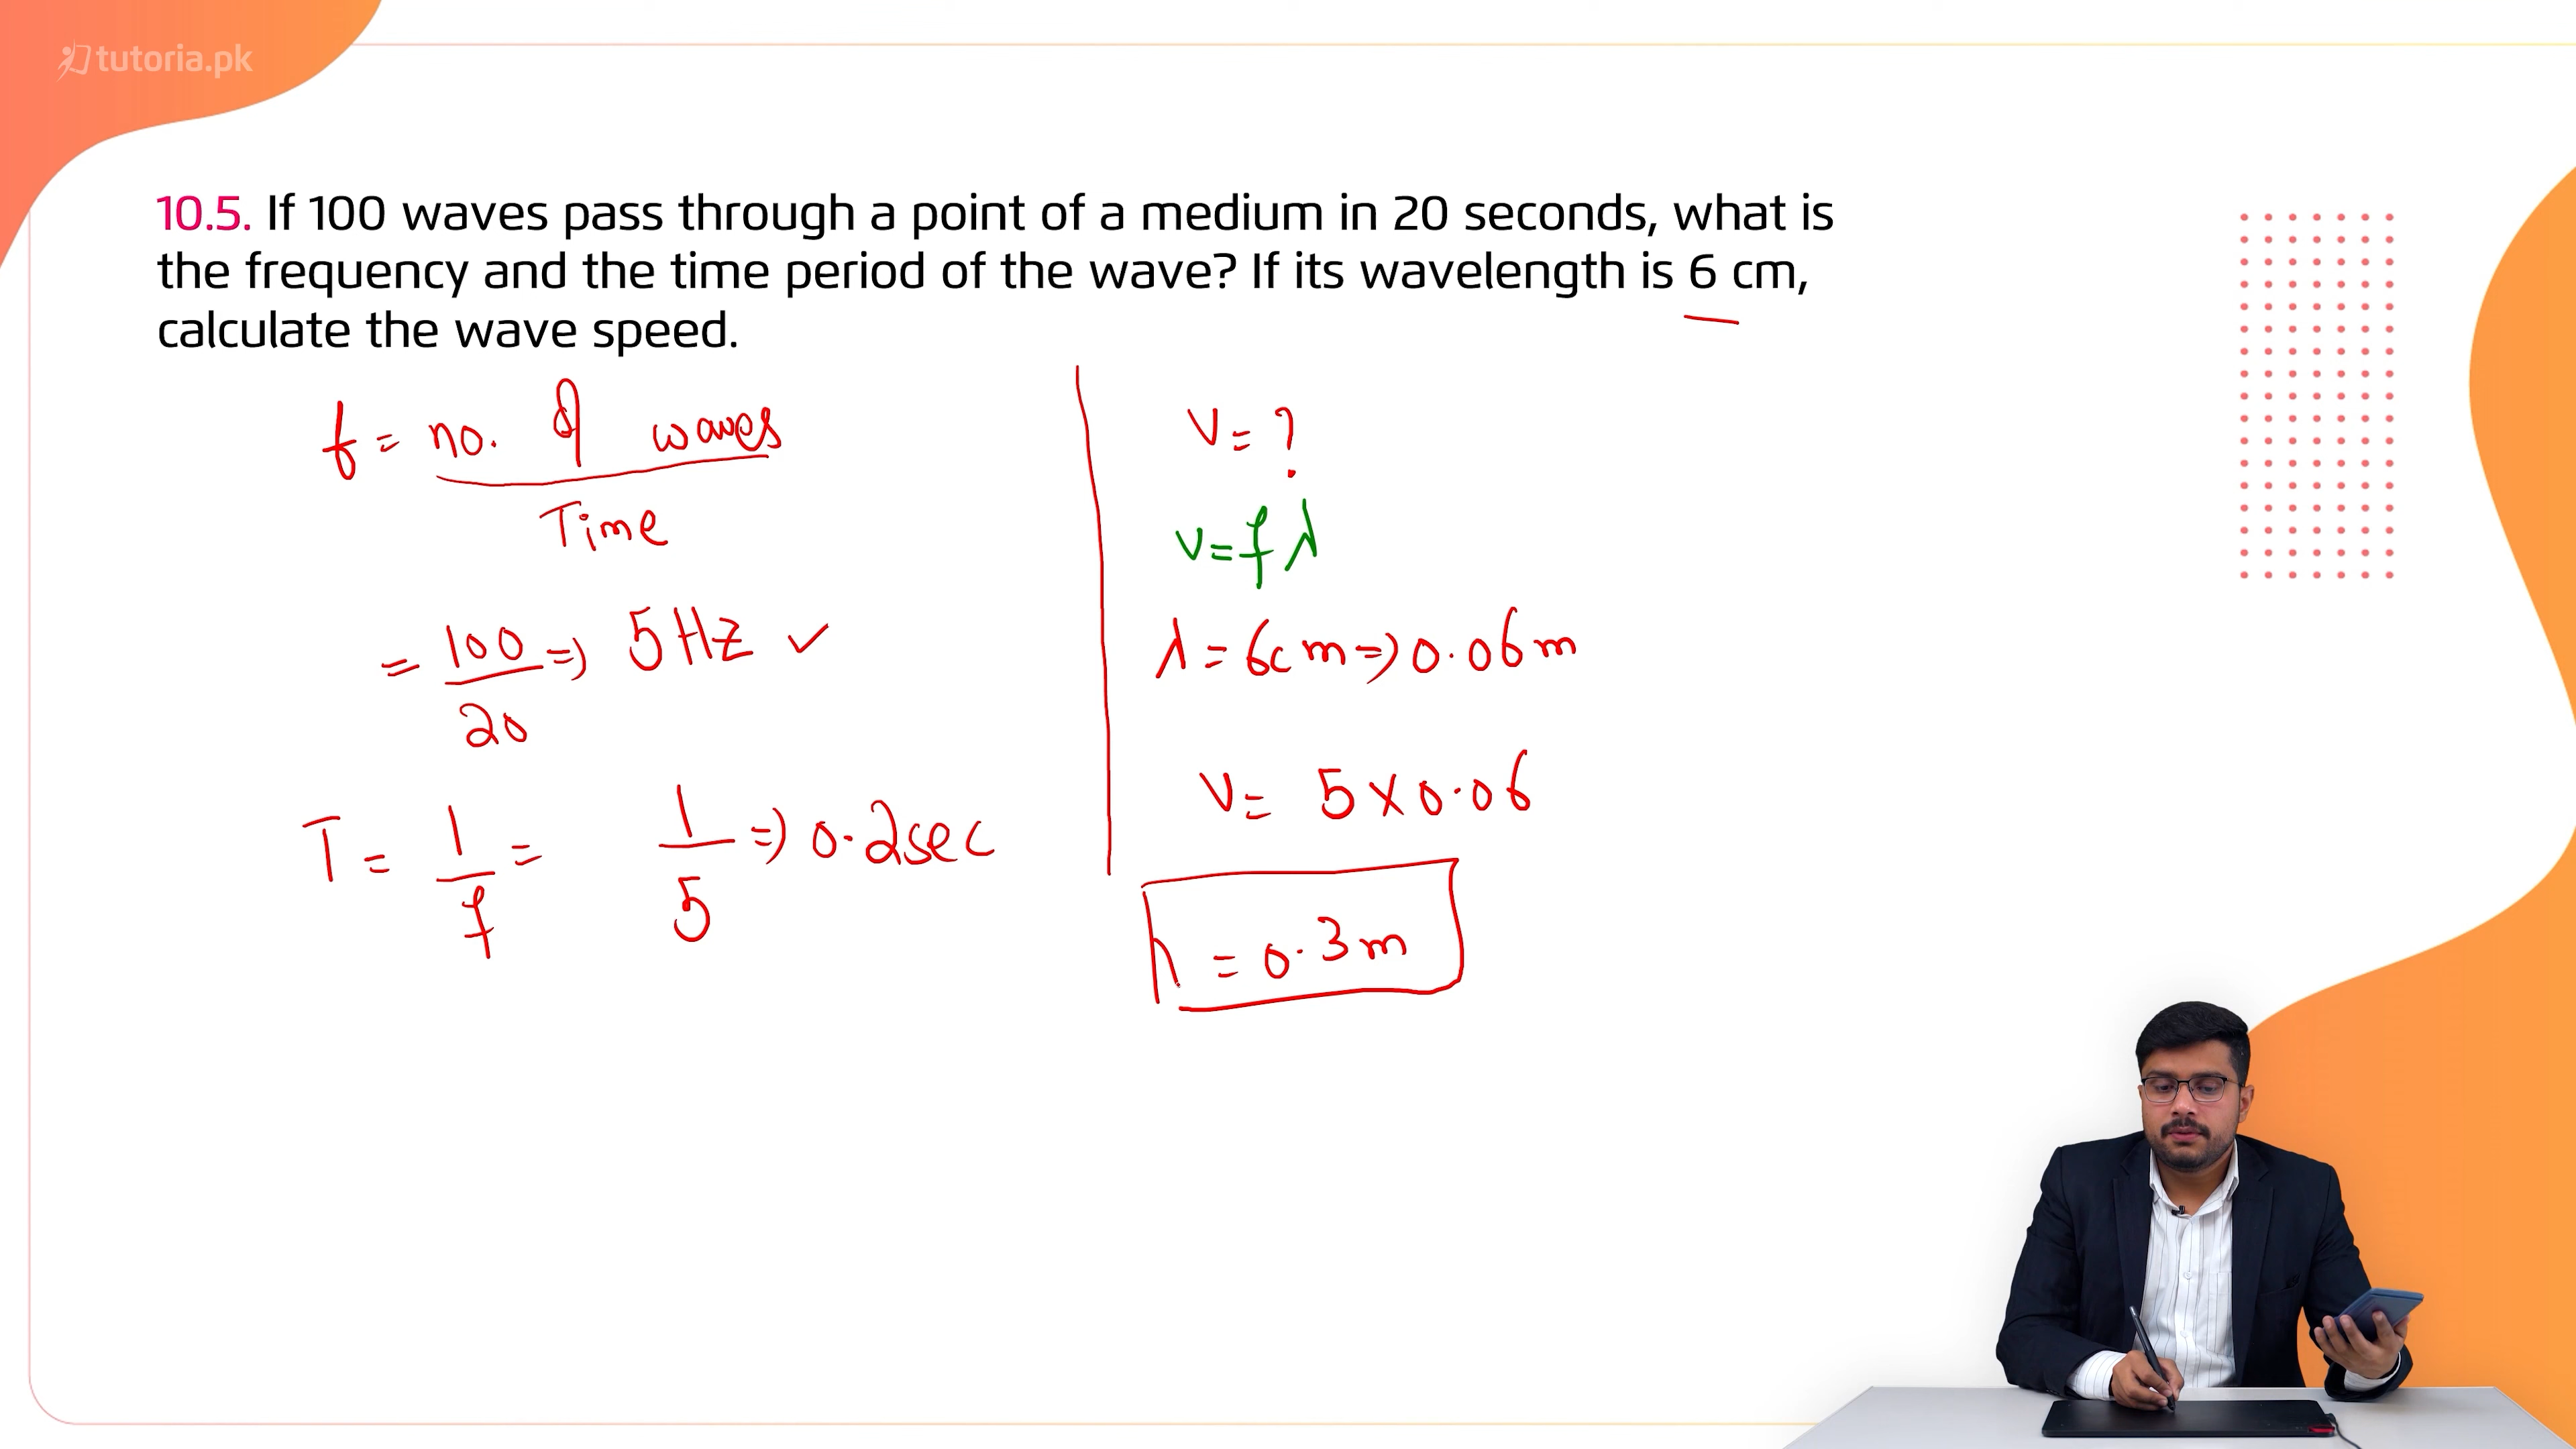 tutoria.pk
10.5. If 100 waves pass through a point of a medium in 20 seconds, what is
the frequency and the time period of the wave? If its wavelength is 6 cm,
calculate the wave speed.
f = no. of waves
Time
= 100 ⇒ 5Hz ✓
20
T = 1 = 1 ⇒ 0.2sec
f 5
V = ?
V = f λ
λ = 6cm ⇒ 0.06m
V = 5 × 0.06
= 0.3m